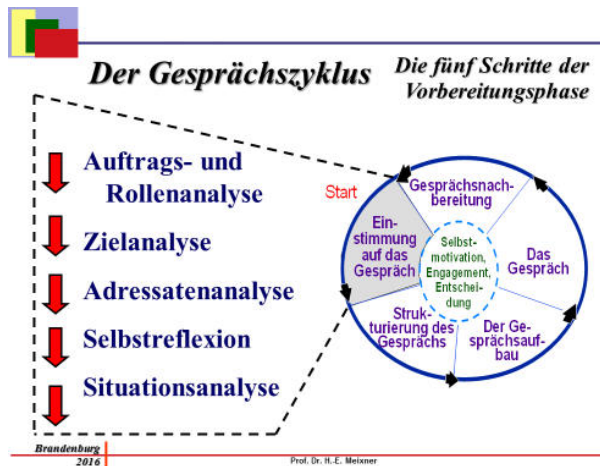 Der Gesprächszyklus
Die fünf Schritte der
Vorbereitungsphase
Auftrags- und
Rollenanalyse
Zielanalyse
Adressatenanalyse
Selbstreflexion
Situationsanalyse
Start
Ein-
stimmung
auf das
Gespräch
Struk-
turierung des
Gesprächs
Der Ge-
sprächsauf-
bau
Das
Gespräch
Gesprächsnach-
bereitung
Selbst-
motivation,
Engagement,
Entschei-
dung
Brandenburg
2016
Prof. Dr. H.-E. Meixner